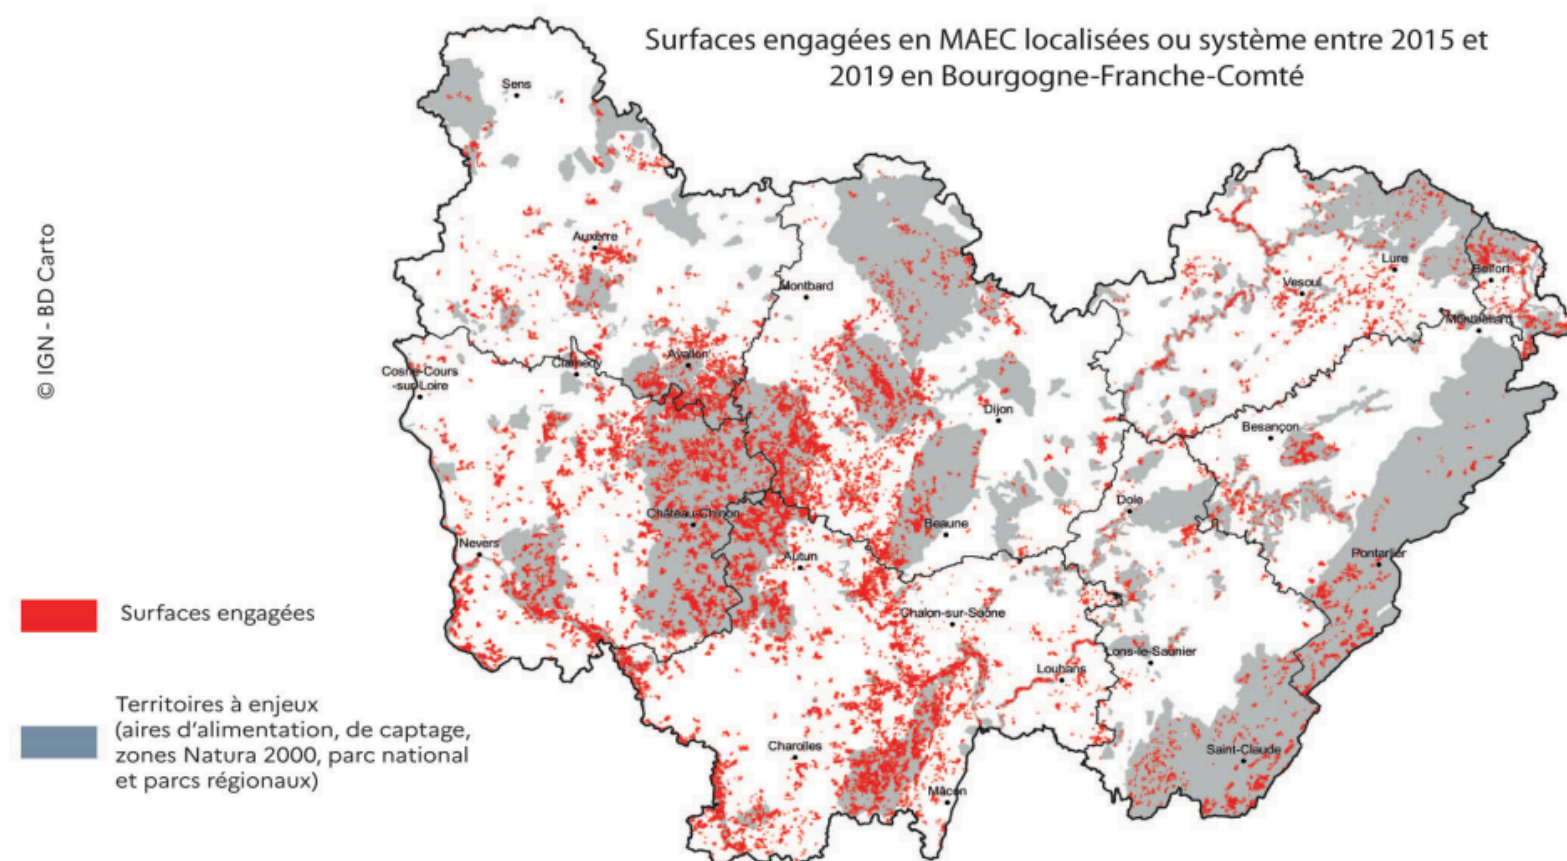 Surfaces engagées en MAEC localisées ou système entre 2015 et
2019 en Bourgogne-Franche-Comté
© IGN - BD Carto
Sens
Auxerre
Montbard
Lure
Belfort
Vesoul
Montbéliard
Avallon
Clamecy
Cosne-Cours
-sur-Loire
Dijon
Besançon
Dole
Château-Chinon
Beaune
Nevers
Autun
Pontarlier
Chalon-sur-Saône
Lons-le-Saunier
Louhans
Charolles
Saint-Claude
Mâcon
Surfaces engagées
Territoires à enjeux
(aires d’alimentation, de captage,
zones Natura 2000, parc national
et parcs régionaux)